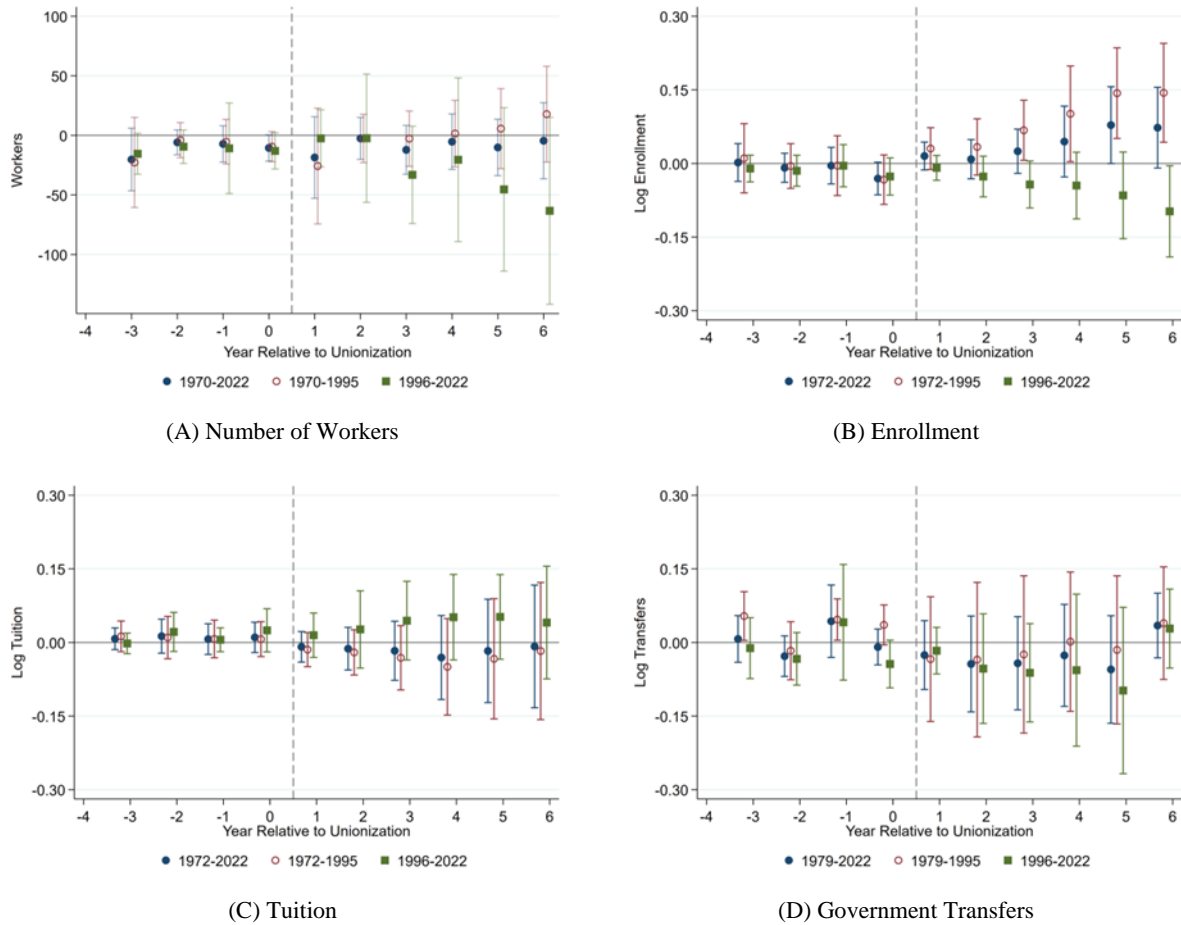 100
50
0
-50
-100
Workers
-4 -3 -2 -1 0 1 2 3 4 5 6
Year Relative to Unionization
1970-2022 1970-1995 1996-2022
(A) Number of Workers
0.30
0.15
0.00
-0.15
-0.30
Log Enrollment
-4 -3 -2 -1 0 1 2 3 4 5 6
Year Relative to Unionization
1972-2022 1972-1995 1996-2022
(B) Enrollment
0.30
0.15
0.00
-0.15
-0.30
Log Tuition
-4 -3 -2 -1 0 1 2 3 4 5 6
Year Relative to Unionization
1972-2022 1972-1995 1996-2022
(C) Tuition
0.30
0.15
0.00
-0.15
-0.30
Log Transfers
-4 -3 -2 -1 0 1 2 3 4 5 6
Year Relative to Unionization
1979-2022 1979-1995 1996-2022
(D) Government Transfers